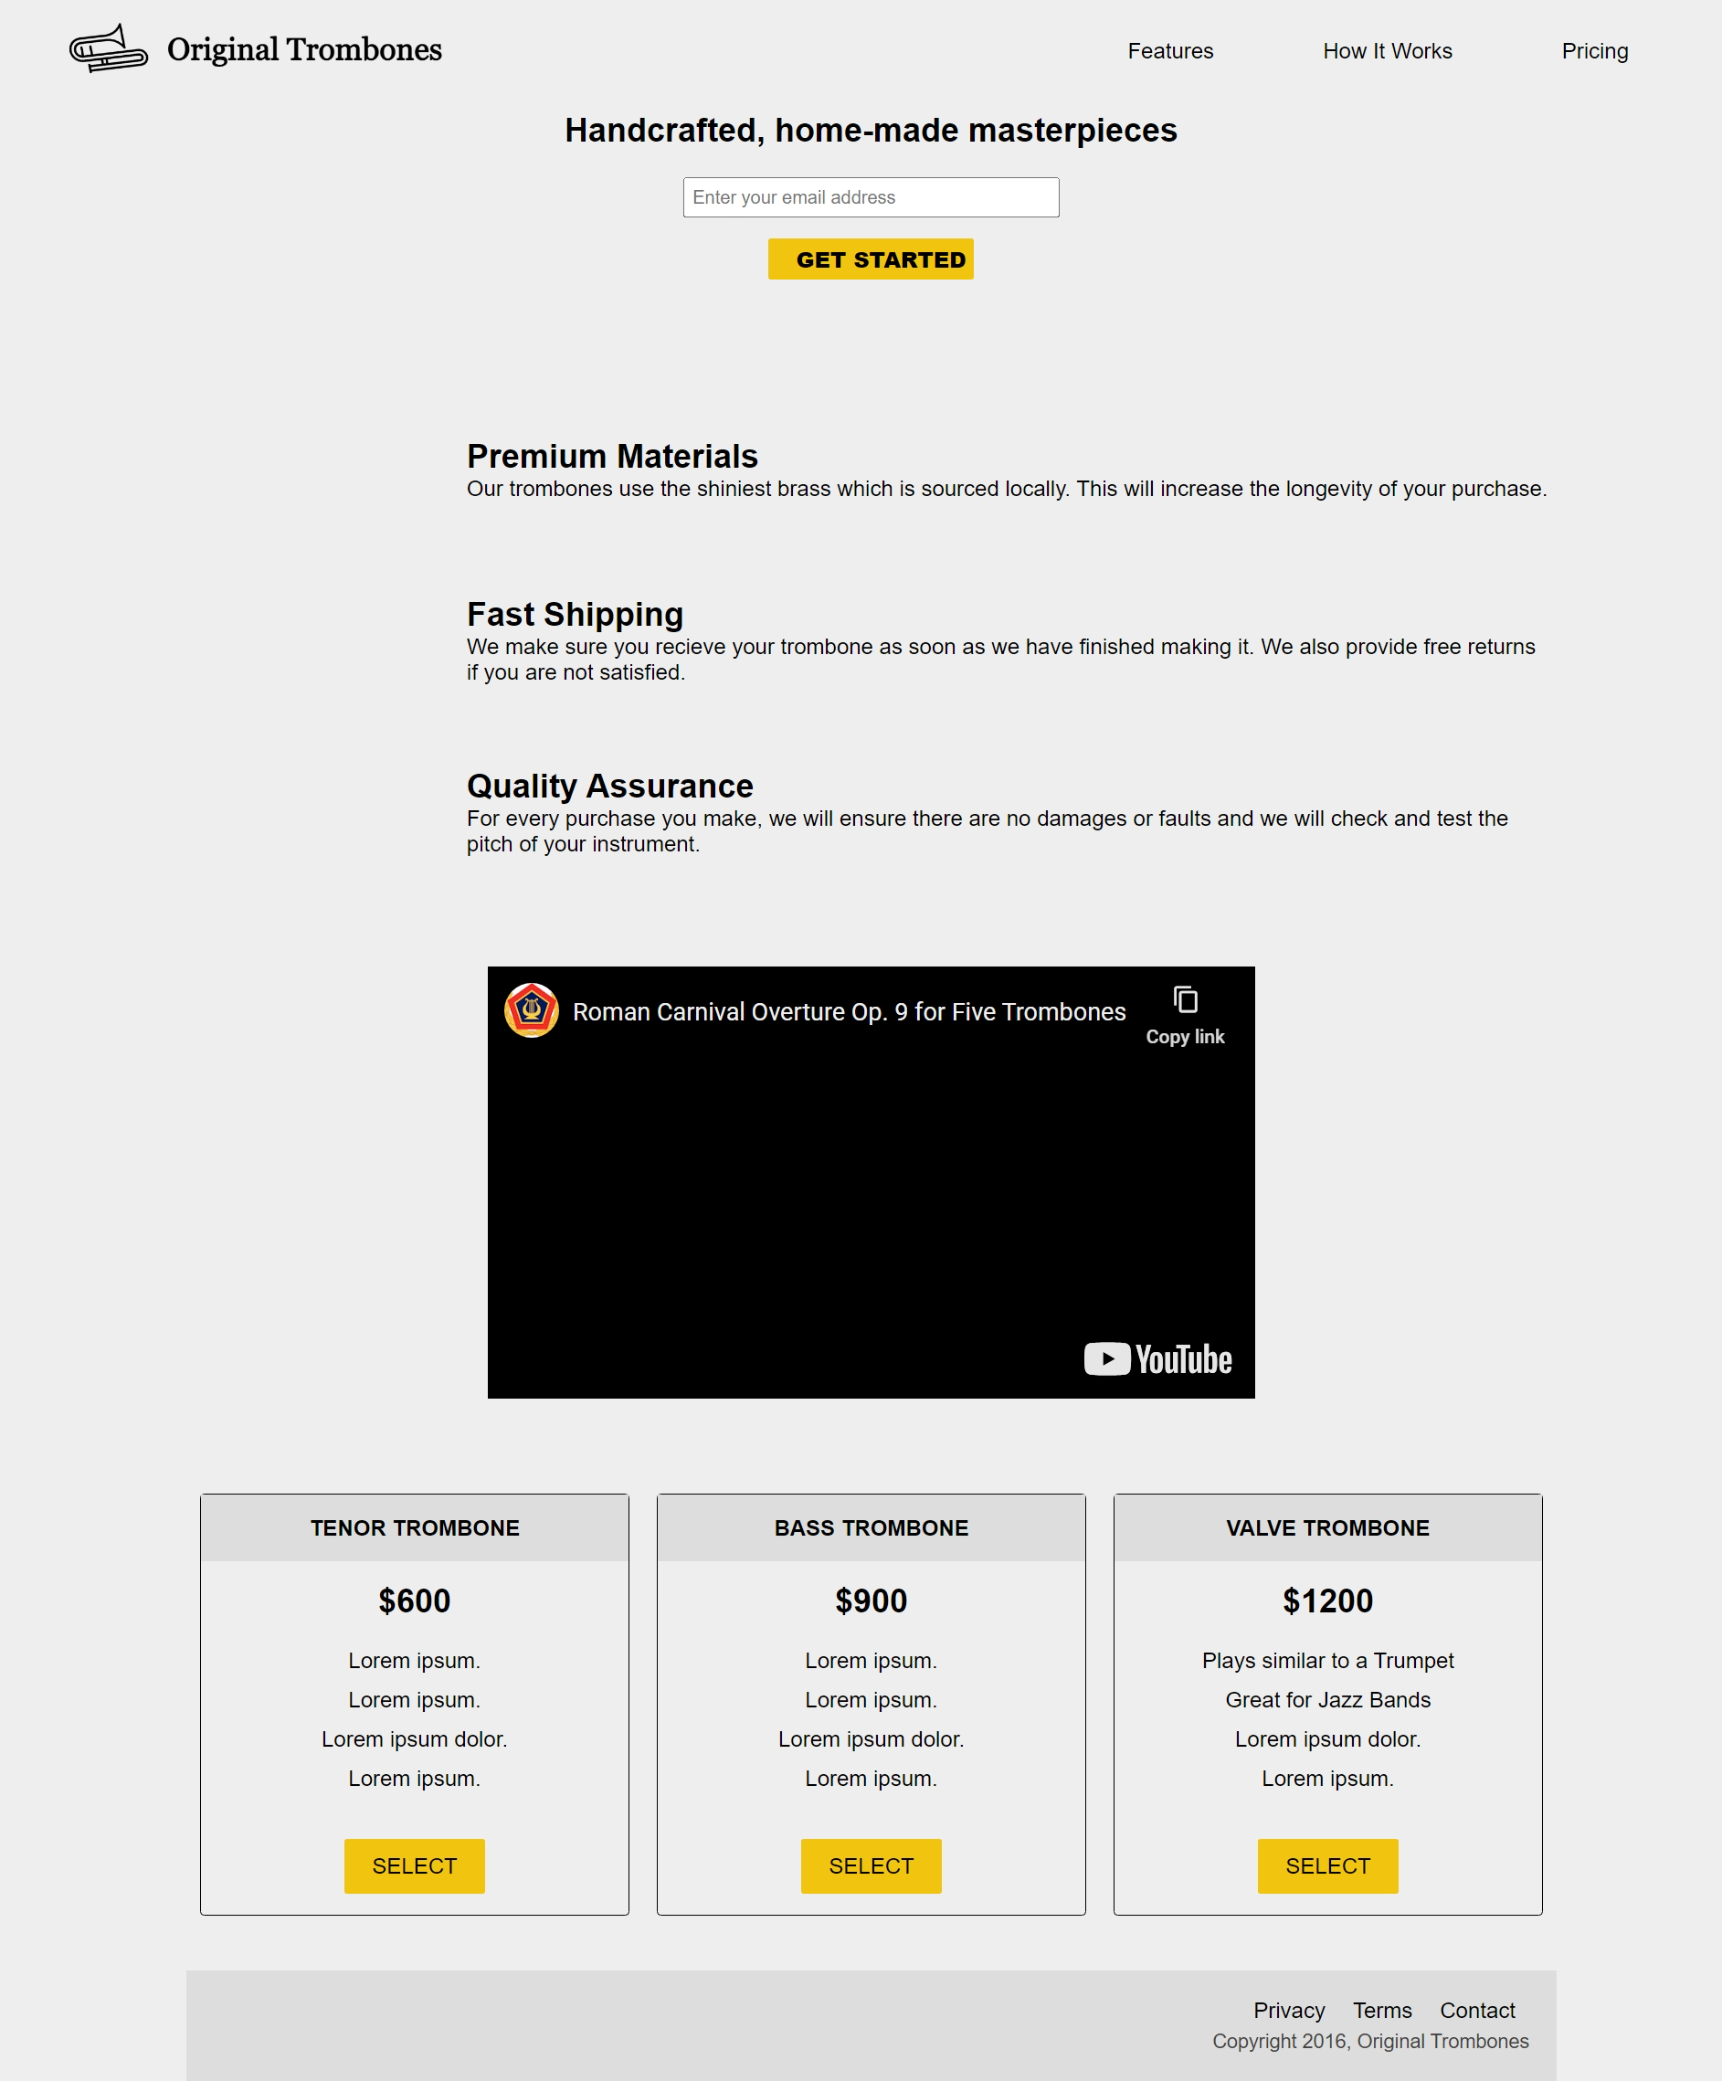 Original Trombones
Features
How It Works
Pricing
Handcrafted, home-made masterpieces
Enter your email address
GET STARTED
Premium Materials
Our trombones use the shiniest brass which is sourced locally. This will increase the longevity of your purchase.
Fast Shipping
We make sure you recieve your trombone as soon as we have finished making it. We also provide free returns
if you are not satisfied.
Quality Assurance
For every purchase you make, we will ensure there are no damages or faults and we will check and test the
pitch of your instrument.
Roman Carnival Overture Op. 9 for Five Trombones
Copy link
YouTube
TENOR TROMBONE
$600
Lorem ipsum.
Lorem ipsum.
Lorem ipsum dolor.
Lorem ipsum.
SELECT
BASS TROMBONE
$900
Lorem ipsum.
Lorem ipsum.
Lorem ipsum dolor.
Lorem ipsum.
SELECT
VALVE TROMBONE
$1200
Plays similar to a Trumpet
Great for Jazz Bands
Lorem ipsum dolor.
Lorem ipsum.
SELECT
Privacy Terms Contact
Copyright 2016, Original Trombones